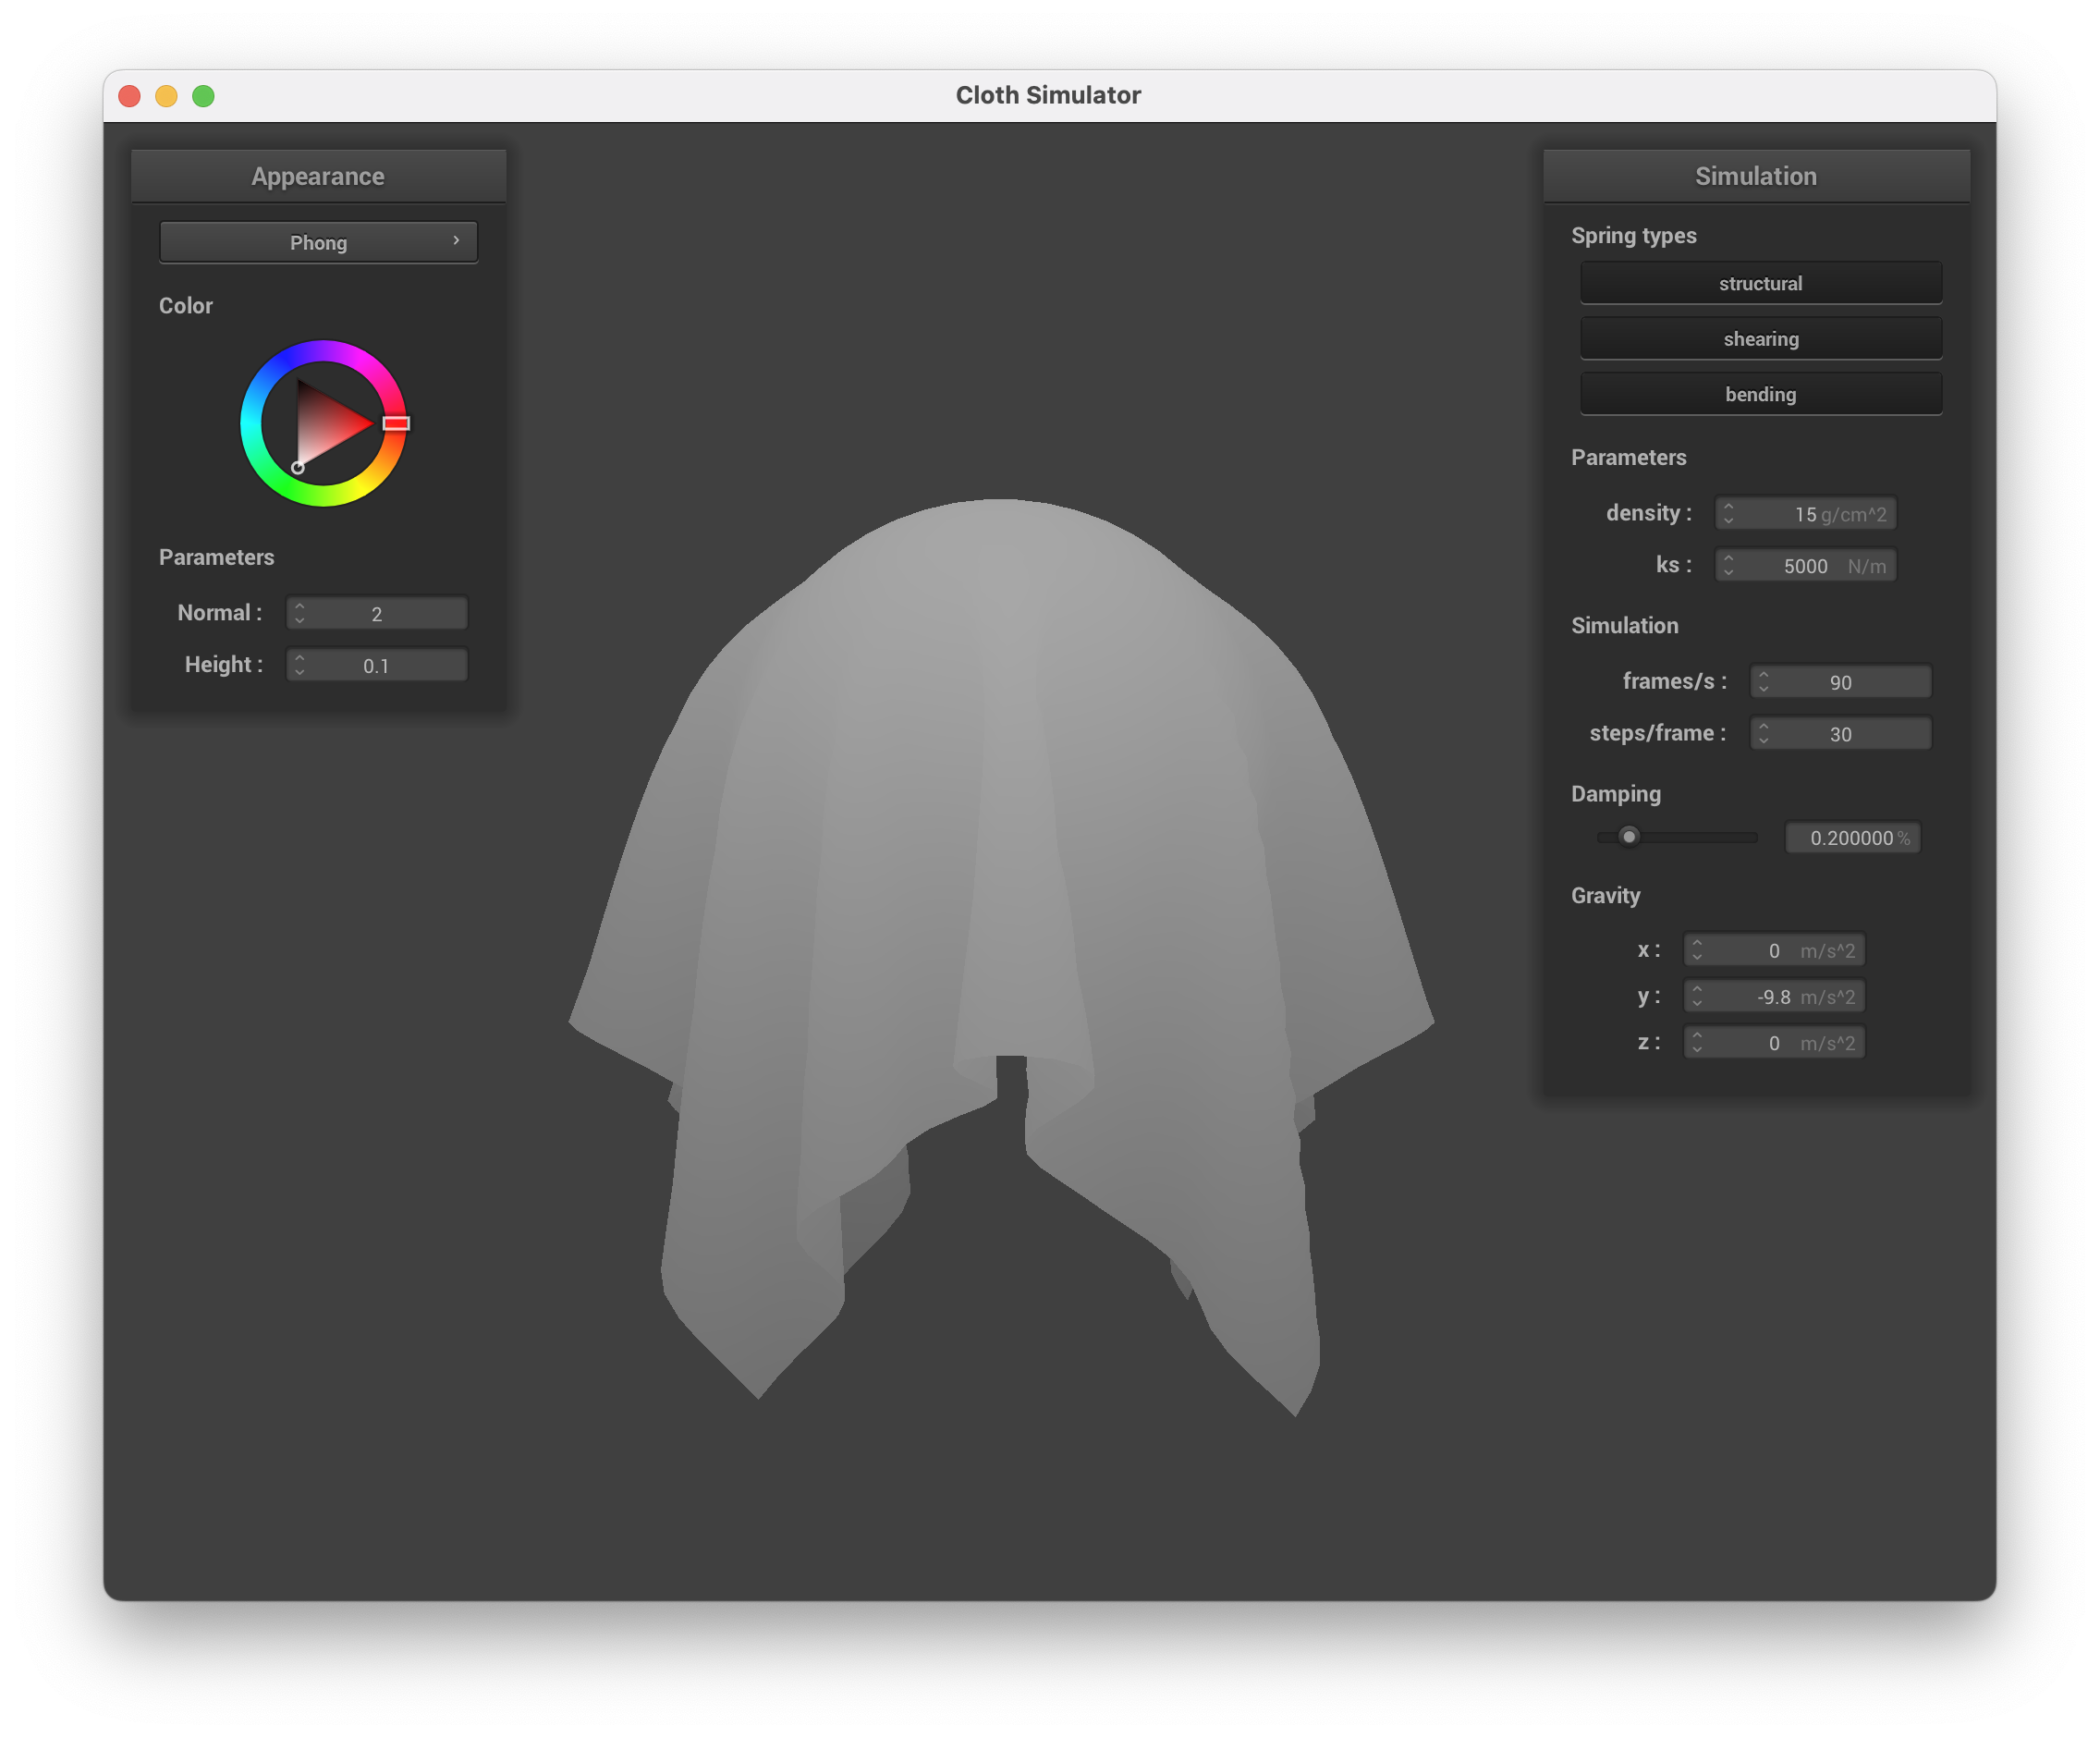 Cloth Simulator
Appearance
Phong
Color
Parameters
Normal : 2
Height : 0.1
Simulation
Spring types
structural
shearing
bending
Parameters
density : 15 g/cm^2
ks : 5000 N/m
Simulation
frames/s : 90
steps/frame : 30
Damping
0.200000 %
Gravity
x : 0 m/s^2
y : -9.8 m/s^2
z : 0 m/s^2